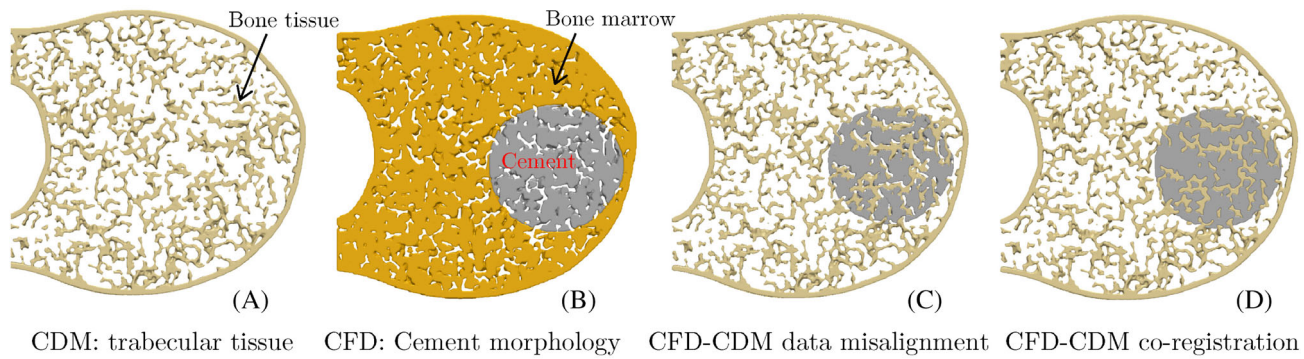 Bone tissue
Bone marrow
Cement
(A)
(B)
(C)
(D)
CDM: trabecular tissue
CFD: Cement morphology
CFD-CDM data misalignment
CFD-CDM co-registration